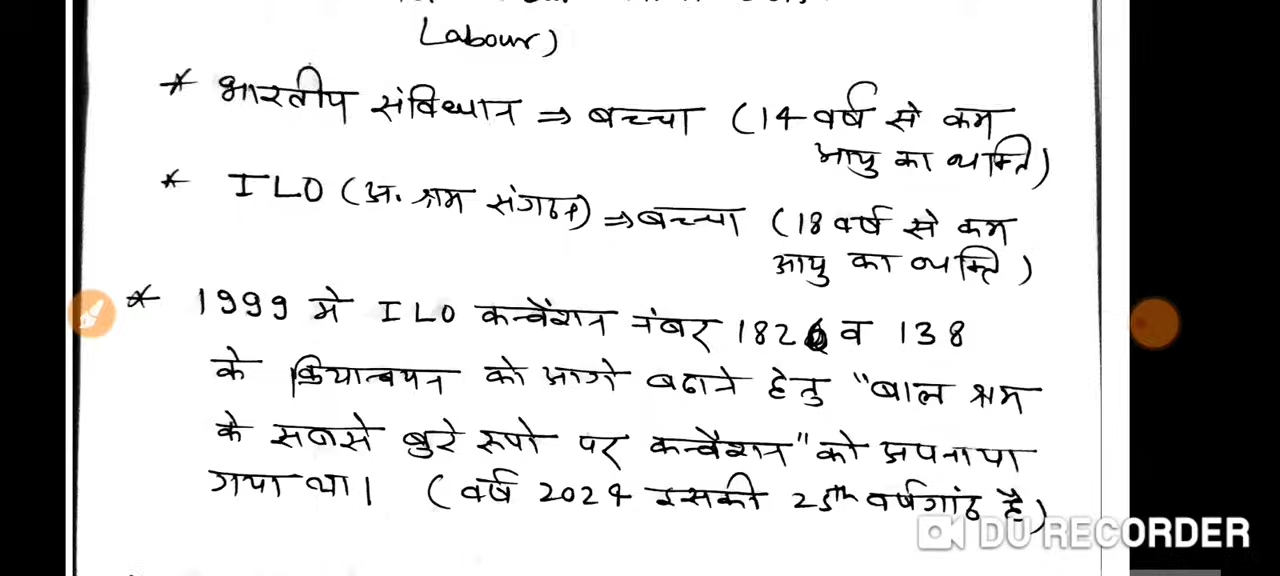 Labour)
* भारतीय संविधान ⇒ बच्चा (14 वर्ष से कम
आयु का व्यक्ति)
* ILO (अ. श्रम संगठन) ⇒ बच्चा (18 वर्ष से कम
आयु का व्यक्ति)
* 1999 मे ILO कन्वेंशन नंबर 182 व 138
के क्रियान्वयन को आगे बढाने हेतु "बाल श्रम
के सबसे बुरे रूपो पर कन्वेंशन" को अपनाया
गया था। (वर्ष 2024 इसकी 25th वर्षगांठ है)
DU RECORDER